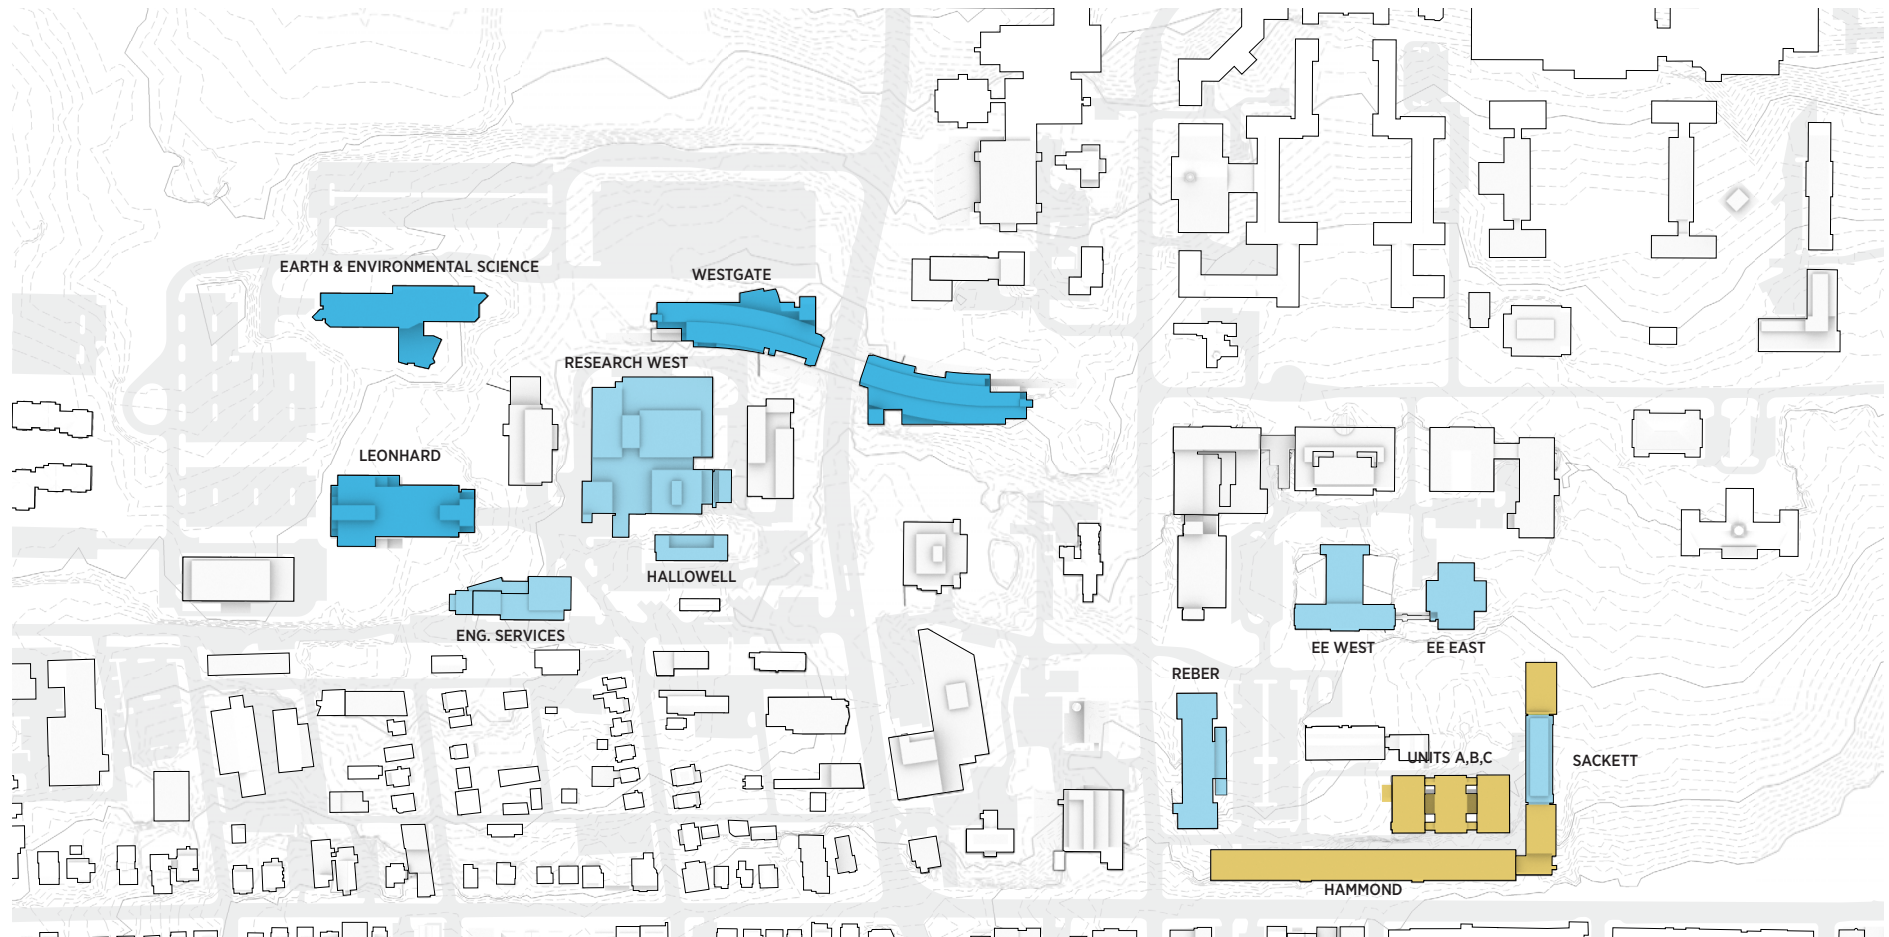 EARTH & ENVIRONMENTAL SCIENCE
WESTGATE
RESEARCH WEST
LEONHARD
HALLOWELL
ENG. SERVICES
EE WEST
EE EAST
REBER
UNITS A,B,C
SACKETT
HAMMOND